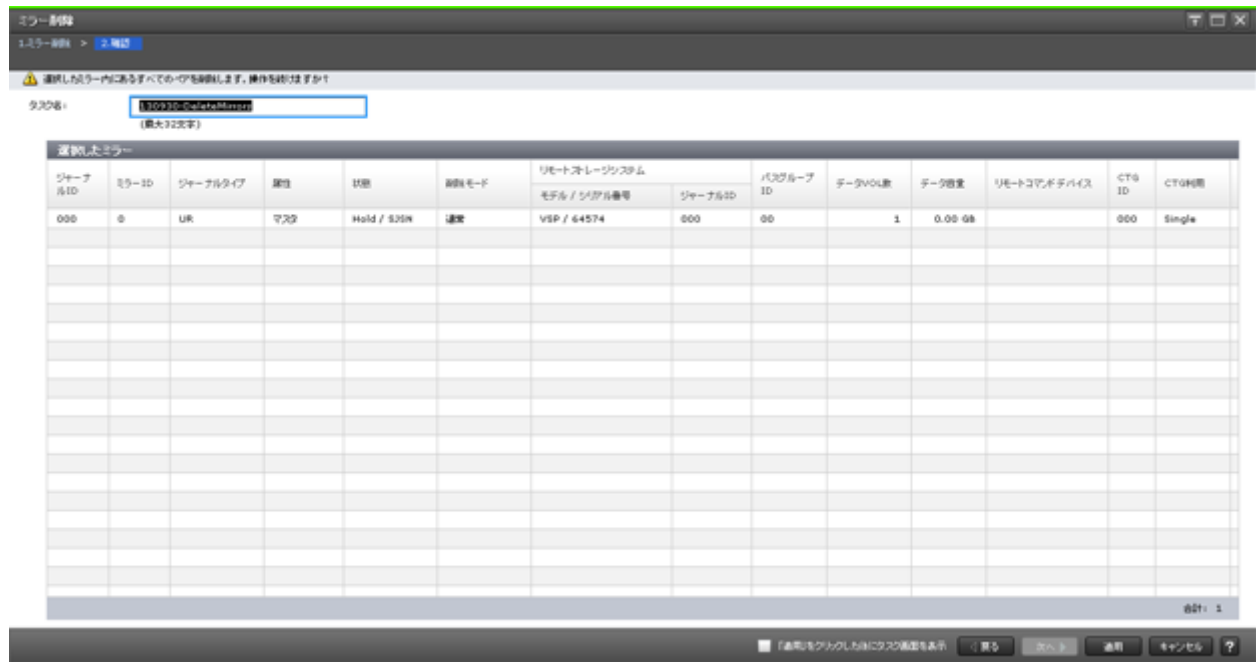 ミラー削除
1.ミラー削除 > 2.確認
選択したミラー内にあるすべてのペアを削除します。操作を続けますか?
タスク名:
130930-DeleteMirrors
(最大32文字)
選択したミラー
ジャーナルID ミラーID ジャーナルタイプ 属性 状態 削除モード リモートストレージシステム パスグループID データVOL数 データ容量 リモートコマンドデバイス CTG ID CTG利用
モデル / シリアル番号 ジャーナルID
000 0 UR マスタ Hold / SJSN 通常 VSP / 64574 000 00 1 0.00 GB 000 Single
合計: 1
「適用」をクリックした後にタスク画面を表示 戻る 次へ 適用 キャンセル ?